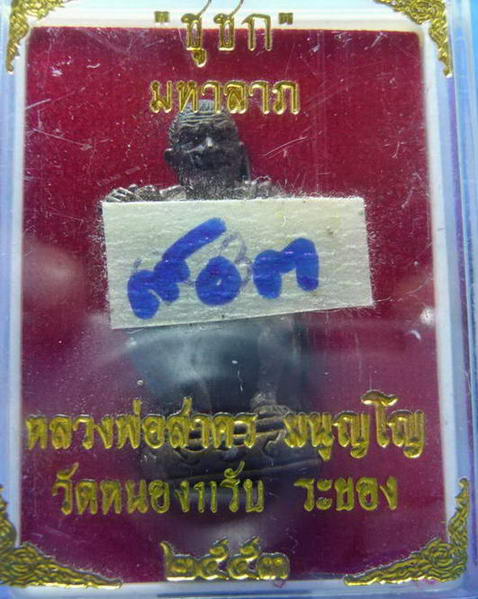 "ชูชก"
มหาลาภ
หลวงพ่อสาคร มนุญโญ
วัดหนองกรับ ระยอง
๒๕๕๓